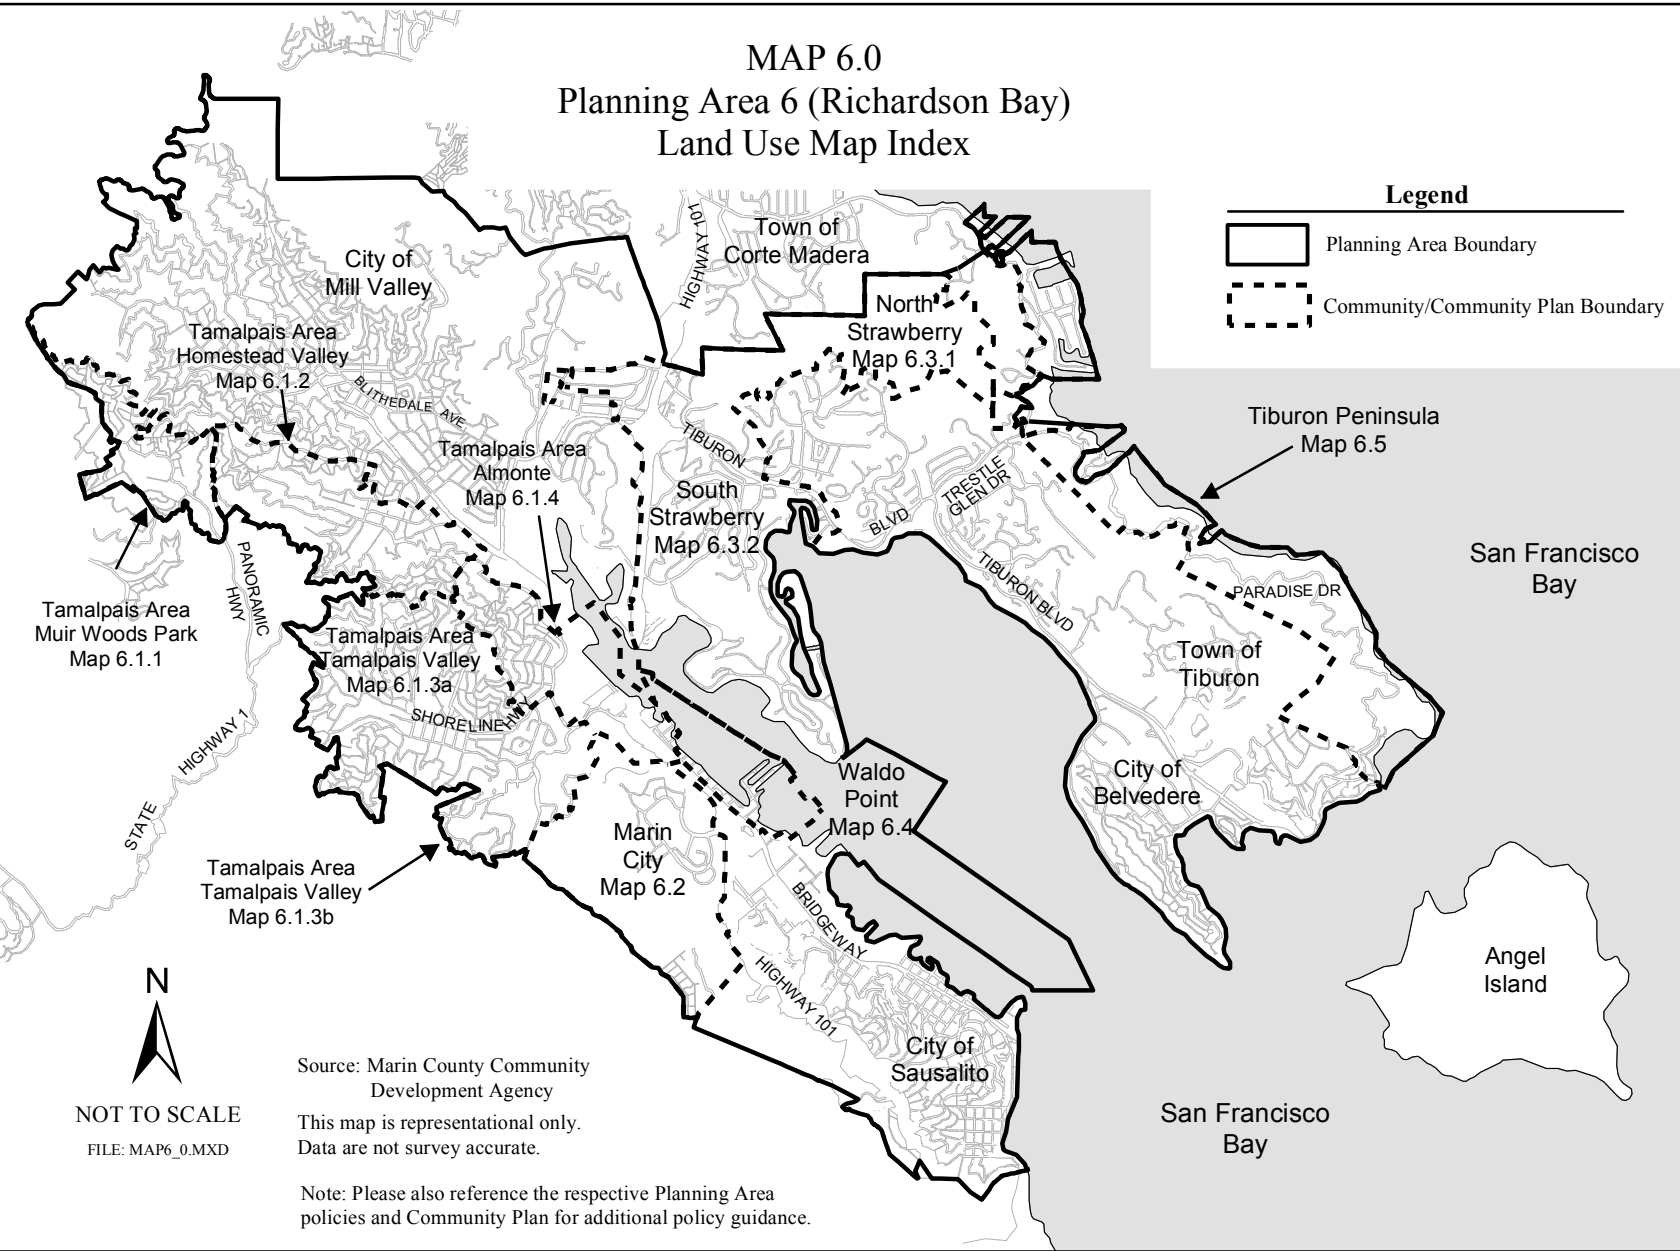 MAP 6.0
Planning Area 6 (Richardson Bay)
Land Use Map Index
Legend
Planning Area Boundary
Community/Community Plan Boundary
HIGHWAY 101
Town of
Corte Madera
City of
Mill Valley
North
Strawberry
Map 6.3.1
Tamalpais Area
Homestead Valley
Map 6.1.2
BLITHEDALE AVE
Tamalpais Area
Almonte
Map 6.1.4
TIBURON
BLVD
South
Strawberry
Map 6.3.2
TRESTLE
GLEN DR
Tiburon Peninsula
Map 6.5
San Francisco
Bay
TIBURON BLVD
PARADISE DR
Town of
Tiburon
City of
Belvedere
PANORAMIC
HWY
Tamalpais Area
Muir Woods Park
Map 6.1.1
Tamalpais Area
Tamalpais Valley
Map 6.1.3a
SHORELINE HWY
STATE HIGHWAY 1
Waldo
Point
Map 6.4
Marin
City
Map 6.2
Tamalpais Area
Tamalpais Valley
Map 6.1.3b
BRIDGEWAY
HIGHWAY 101
Angel
Island
City of
Sausalito
San Francisco
Bay
N
NOT TO SCALE
FILE: MAP6_0.MXD
Source: Marin County Community
Development Agency
This map is representational only.
Data are not survey accurate.
Note: Please also reference the respective Planning Area
policies and Community Plan for additional policy guidance.